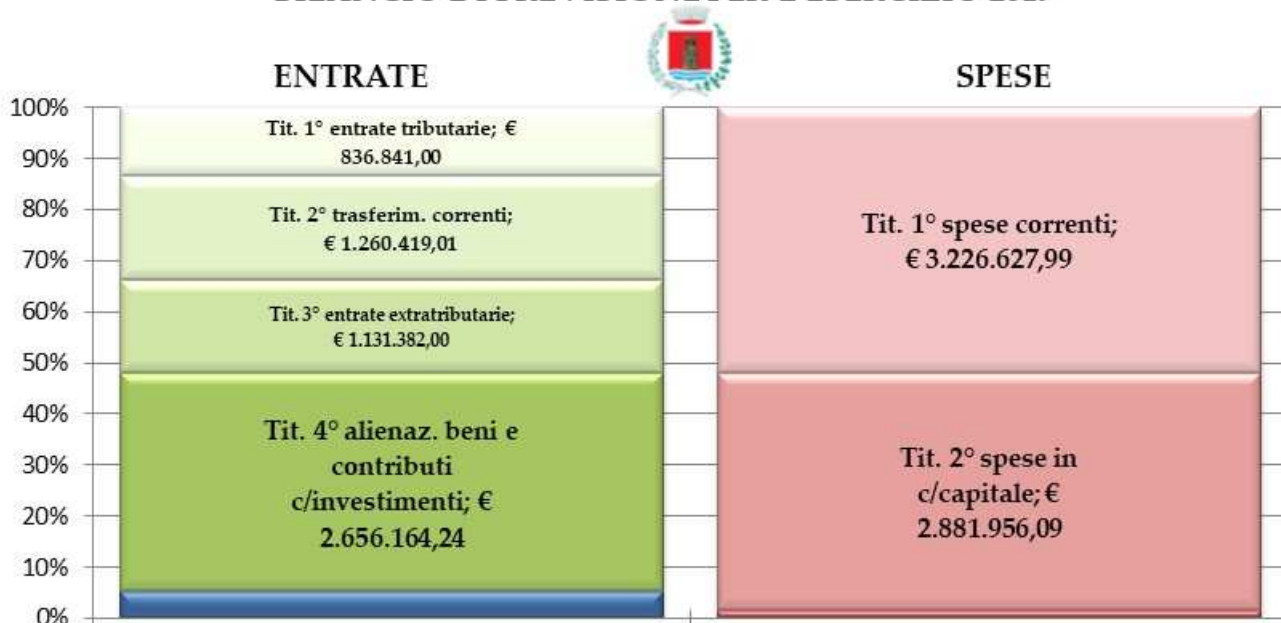 ENTRATE
SPESE
100%
90%
80%
70%
60%
50%
40%
30%
20%
10%
0%
Tit. 1° entrate tributarie; €
836.841,00
Tit. 2° trasferim. correnti;
€ 1.260.419,01
Tit. 3° entrate extratributarie;
€ 1.131.382,00
Tit. 4° alienaz. beni e
contributi
c/investimenti; €
2.656.164,24
Tit. 1° spese correnti;
€ 3.226.627,99
Tit. 2° spese in
c/capitale; €
2.881.956,09